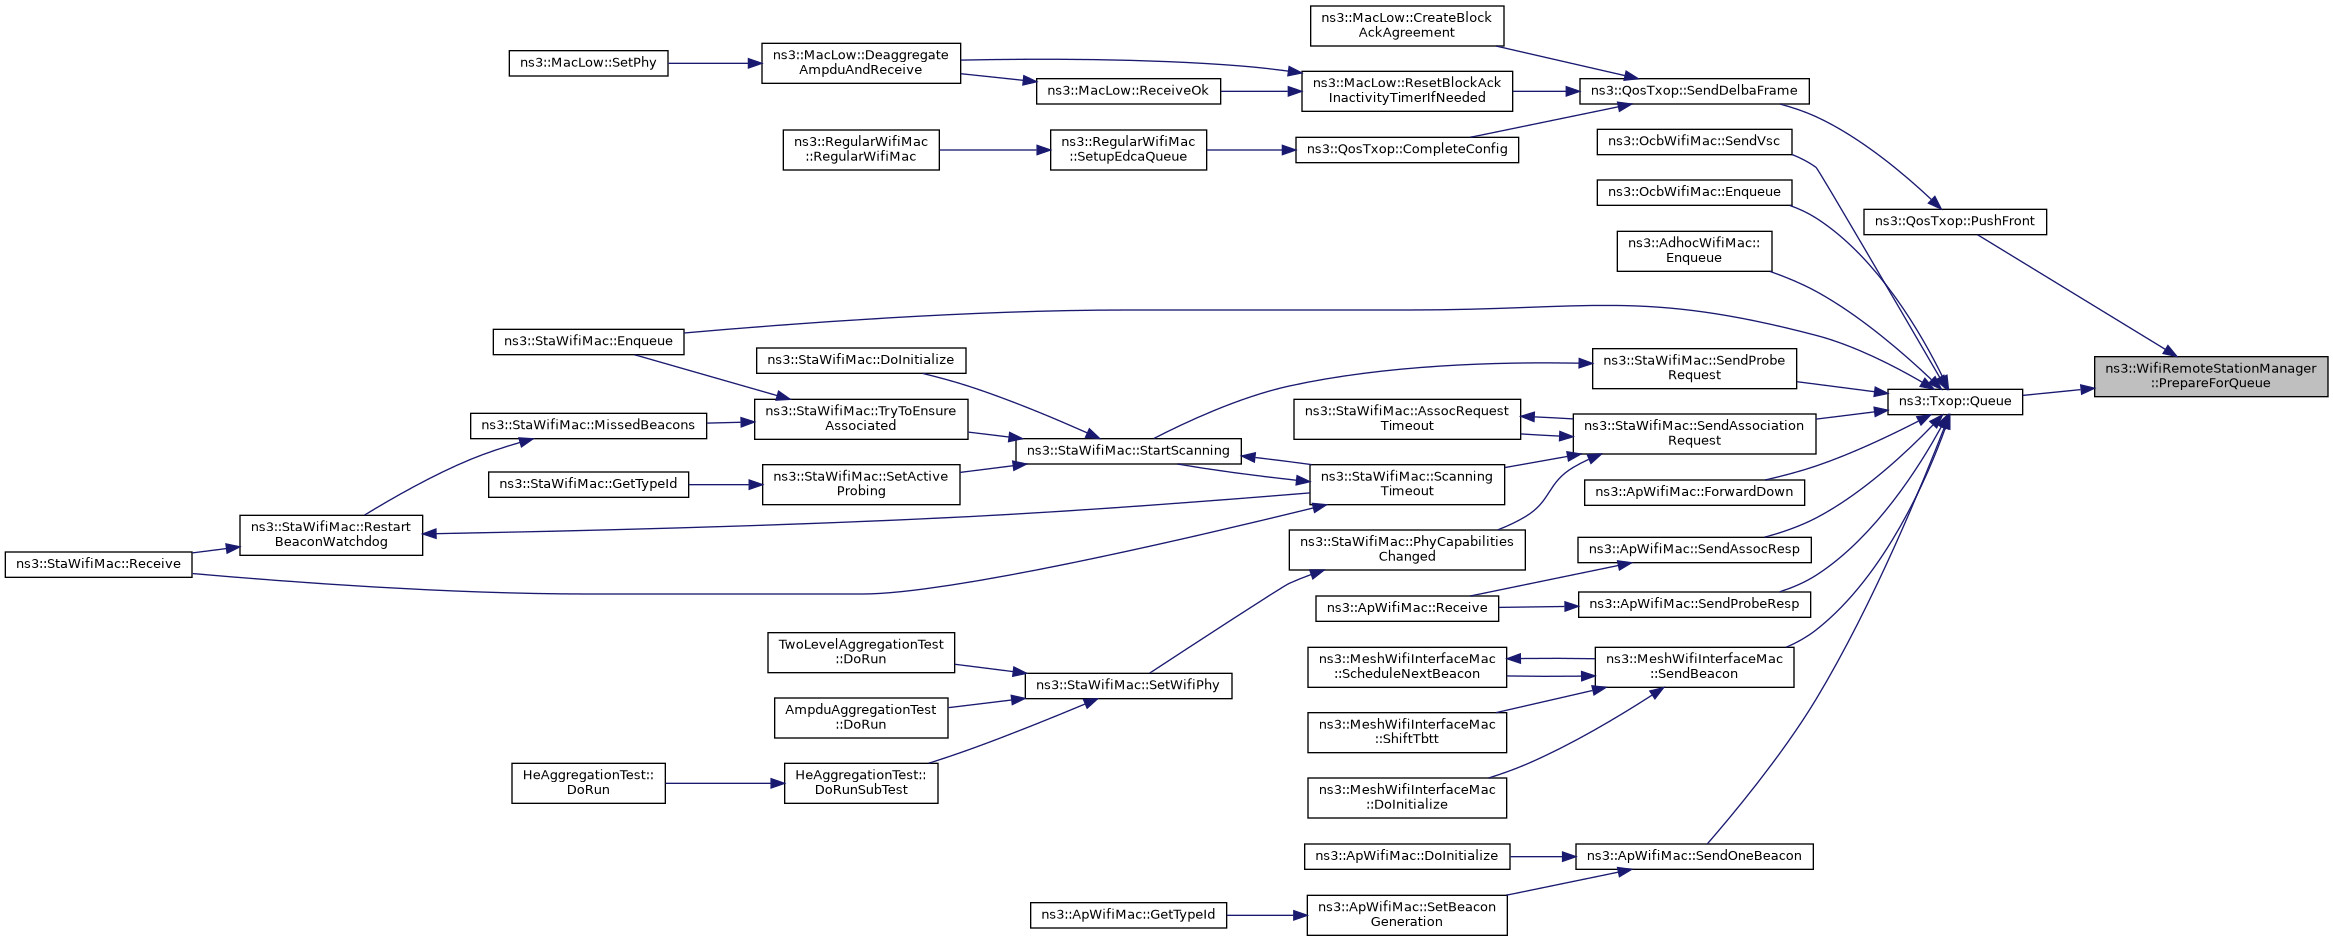 ns3::MacLow::CreateBlock
AckAgreement
ns3::MacLow::SetPhy
ns3::MacLow::Deaggregate
AmpduAndReceive
ns3::MacLow::ReceiveOk
ns3::MacLow::ResetBlockAck
InactivityTimerIfNeeded
ns3::QosTxop::SendDelbaFrame
ns3::RegularWifiMac
::RegularWifiMac
ns3::RegularWifiMac
::SetupEdcaQueue
ns3::QosTxop::CompleteConfig
ns3::OcbWifiMac::SendVsc
ns3::OcbWifiMac::Enqueue
ns3::QosTxop::PushFront
ns3::AdhocWifiMac::
Enqueue
ns3::StaWifiMac::Enqueue
ns3::StaWifiMac::DoInitialize
ns3::StaWifiMac::SendProbe
Request
ns3::WifiRemoteStationManager
::PrepareForQueue
ns3::Txop::Queue
ns3::StaWifiMac::MissedBeacons
ns3::StaWifiMac::TryToEnsure
Associated
ns3::StaWifiMac::AssocRequest
Timeout
ns3::StaWifiMac::SendAssociation
Request
ns3::StaWifiMac::StartScanning
ns3::StaWifiMac::GetTypeId
ns3::StaWifiMac::SetActive
Probing
ns3::StaWifiMac::Scanning
Timeout
ns3::ApWifiMac::ForwardDown
ns3::StaWifiMac::Restart
BeaconWatchdog
ns3::StaWifiMac::Receive
ns3::StaWifiMac::PhyCapabilities
Changed
ns3::ApWifiMac::SendAssocResp
ns3::ApWifiMac::Receive
ns3::ApWifiMac::SendProbeResp
TwoLevelAggregationTest
::DoRun
ns3::StaWifiMac::SetWifiPhy
ns3::MeshWifiInterfaceMac
::ScheduleNextBeacon
ns3::MeshWifiInterfaceMac
::SendBeacon
AmpduAggregationTest
::DoRun
ns3::MeshWifiInterfaceMac
::ShiftTbtt
HeAggregationTest::
DoRun
HeAggregationTest::
DoRunSubTest
ns3::MeshWifiInterfaceMac
::DoInitialize
ns3::ApWifiMac::DoInitialize
ns3::ApWifiMac::SendOneBeacon
ns3::ApWifiMac::GetTypeId
ns3::ApWifiMac::SetBeacon
Generation